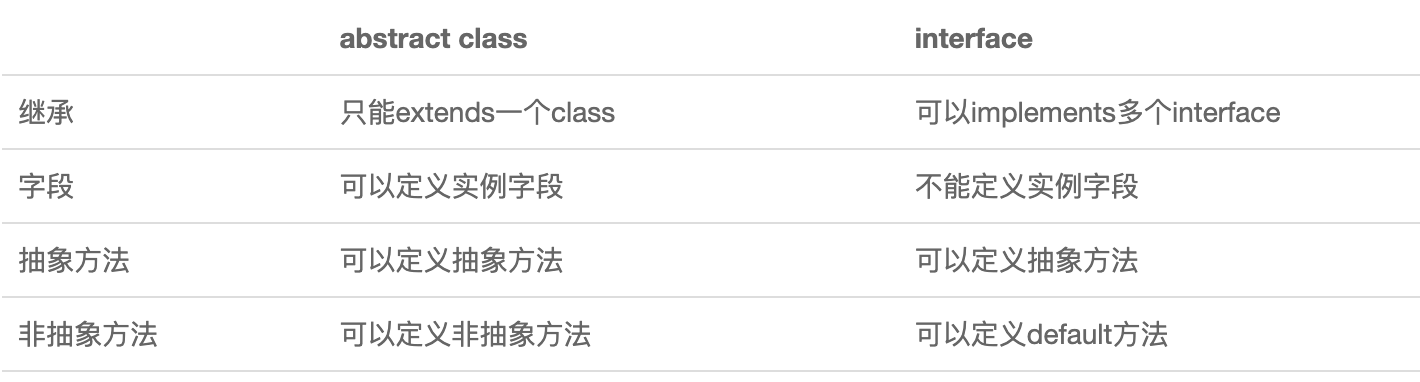 abstract class interface
继承 只能extends一个class 可以implements多个interface
字段 可以定义实例字段 不能定义实例字段
抽象方法 可以定义抽象方法 可以定义抽象方法
非抽象方法 可以定义非抽象方法 可以定义default方法